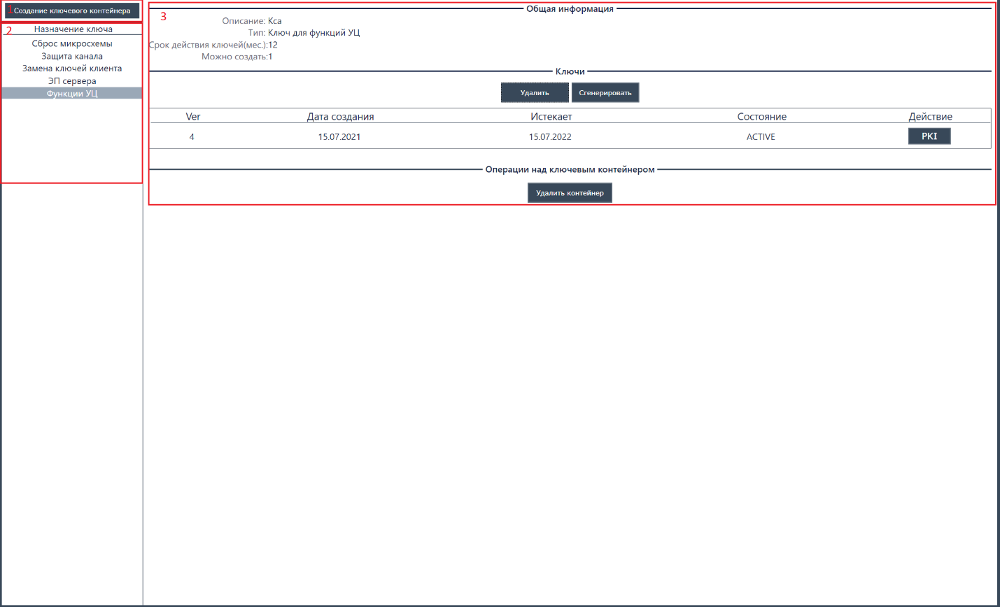 1 Создание ключевого контейнера
2 Назначение ключа
Сброс микросхемы
Защита канала
Замена ключей клиента
ЭП сервера
Функции УЦ
3
Общая информация
Описание: Кса
Тип: Ключ для функций УЦ
Срок действия ключей(мес.):12
Можно создать:1
Ключи
Удалить Сгенерировать
Ver Дата создания Истекает Состояние Действие
4 15.07.2021 15.07.2022 ACTIVE PKI
Операции над ключевым контейнером
Удалить контейнер